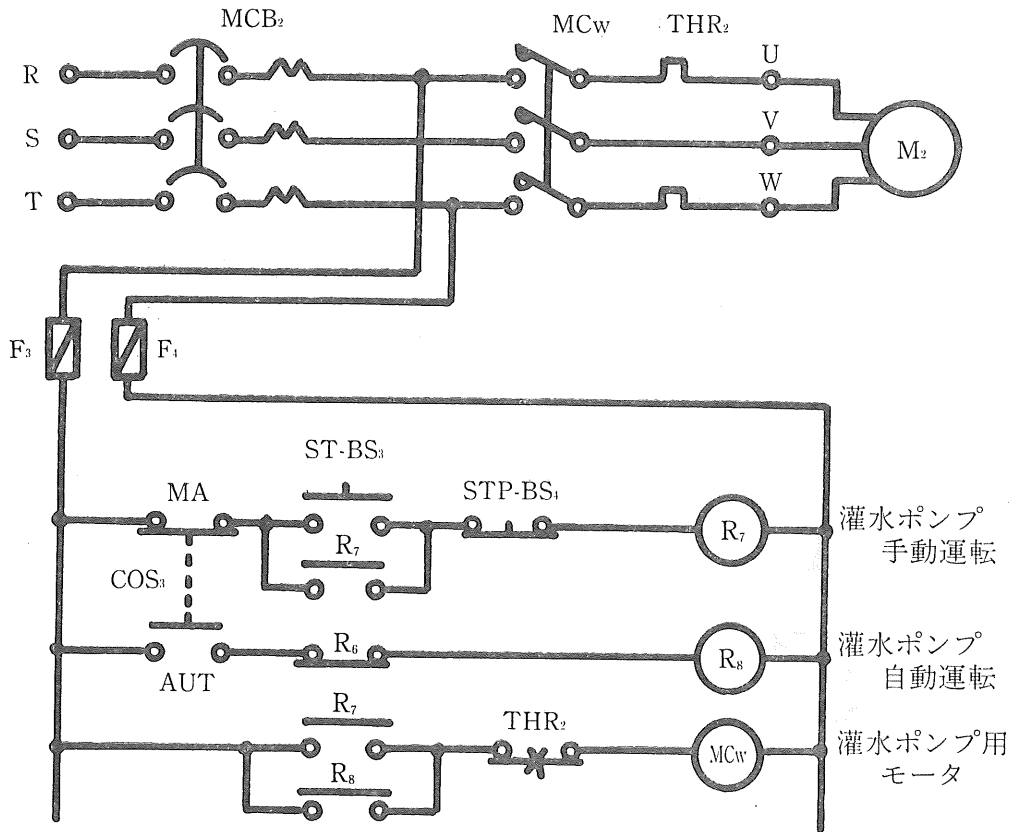 MCB₂
MCw
THR₂
R
U
S
V
M₂
T
W
F₃
F₄
ST-BS₃
MA
STP-BS₄
R₇
灌水ポンプ
手動運転
R₇
COS₃
R₆
R₈
灌水ポンプ
自動運転
AUT
R₇
THR₂
MCw
灌水ポンプ用
モータ
R₈